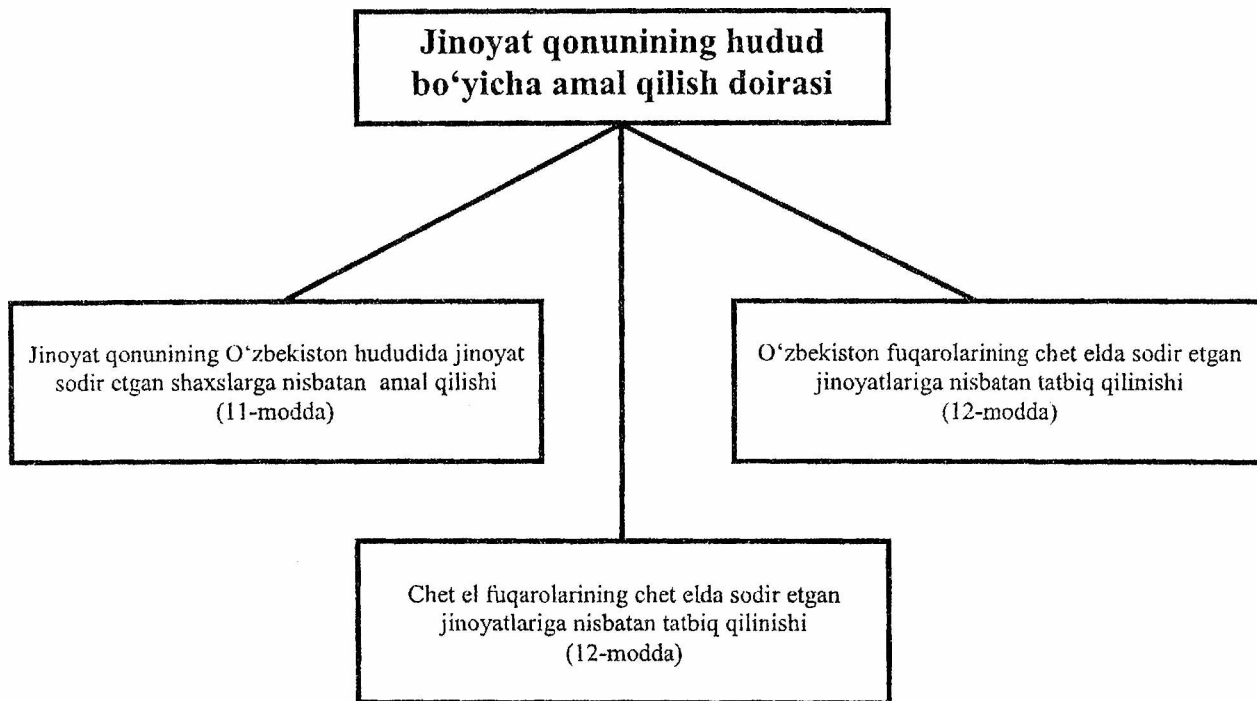 Jinoyat qonunining hudud
bo‘yicha amal qilish doirasi
Jinoyat qonunining O‘zbekiston hududida jinoyat
sodir etgan shaxslarga nisbatan amal qilishi
(11-modda)
O‘zbekiston fuqarolarining chet elda sodir etgan
jinoyatlariga nisbatan tatbiq qilinishi
(12-modda)
Chet el fuqarolarining chet elda sodir etgan
jinoyatlariga nisbatan tatbiq qilinishi
(12-modda)